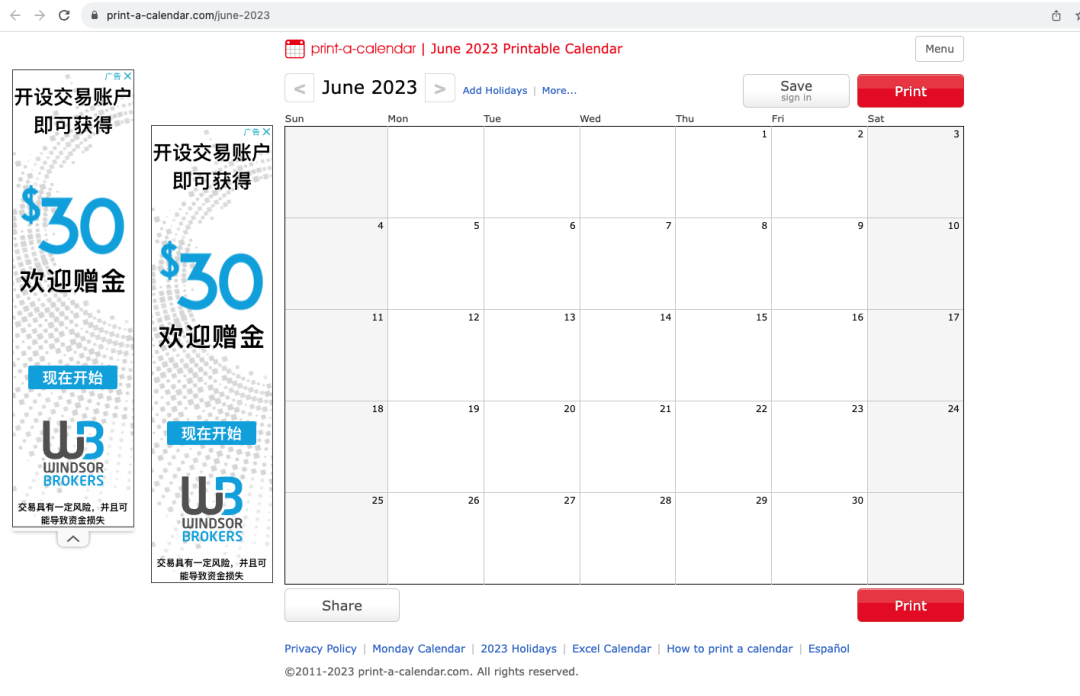 print-a-calendar.com/june-2023
print-a-calendar | June 2023 Printable Calendar
Menu
< June 2023 > Add Holidays | More...
Save
sign in
Print
广告
开设交易账户
即可获得
$30
欢迎赠金
现在开始
WB
WINDSOR
BROKERS
交易具有一定风险，并且可
能导致资金损失
广告
开设交易账户
即可获得
$30
欢迎赠金
现在开始
WB
WINDSOR
BROKERS
交易具有一定风险，并且可
能导致资金损失
Sun Mon Tue Wed Thu Fri Sat
1 2 3
4 5 6 7 8 9 10
11 12 13 14 15 16 17
18 19 20 21 22 23 24
25 26 27 28 29 30
Share
Print
Privacy Policy | Monday Calendar | 2023 Holidays | Excel Calendar | How to print a calendar | Español
©2011-2023 print-a-calendar.com. All rights reserved.